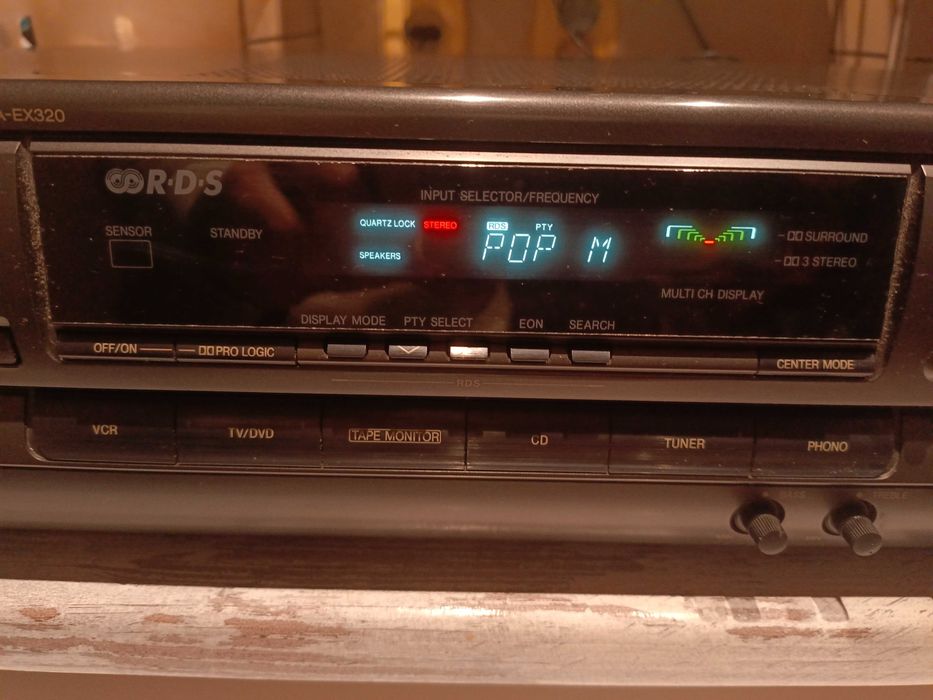 A-EX320
R·D·S
INPUT SELECTOR/FREQUENCY
SENSOR
STANDBY
QUARTZ LOCK STEREO RDS PTY
SPEAKERS POP M
SURROUND
3 STEREO
MULTI CH DISPLAY
DISPLAY MODE PTY SELECT EON SEARCH
OFF/ON PRO LOGIC CENTER MODE
RDS
VCR TV/DVD TAPE MONITOR CD TUNER PHONO
BASS TREBLE